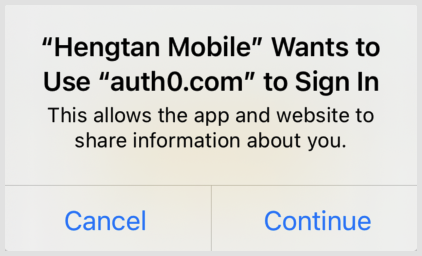 “Hengtan Mobile” Wants to
Use “auth0.com” to Sign In
This allows the app and website to
share information about you.
Cancel
Continue